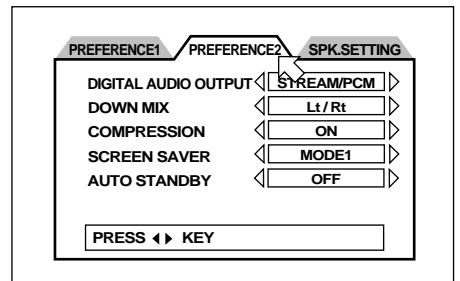 PREFERENCE1 PREFERENCE2 SPK.SETTING
DIGITAL AUDIO OUTPUT STREAM/PCM
DOWN MIX Lt / Rt
COMPRESSION ON
SCREEN SAVER MODE1
AUTO STANDBY OFF
PRESS KEY